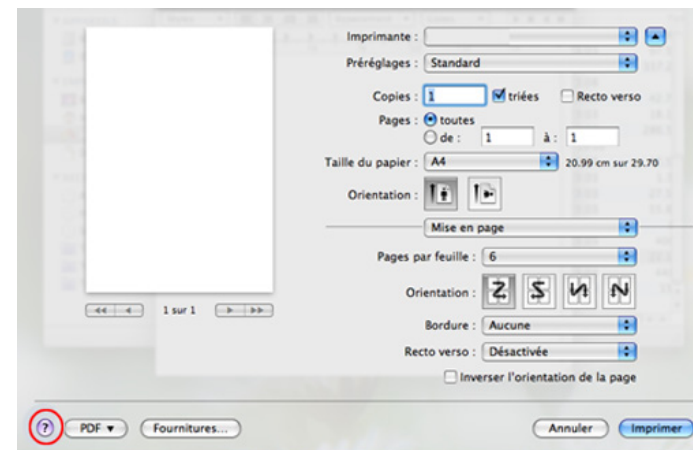 Imprimante :
Préréglages : Standard
Copies : 1 triées Recto verso
Pages : toutes
de : 1 à : 1
Taille du papier : A4 20.99 cm sur 29.70
Orientation :
Mise en page
Pages par feuille : 6
Orientation :
1 sur 1
Bordure : Aucune
Recto verso : Désactivée
Inverser l'orientation de la page
? PDF Fournitures... Annuler Imprimer